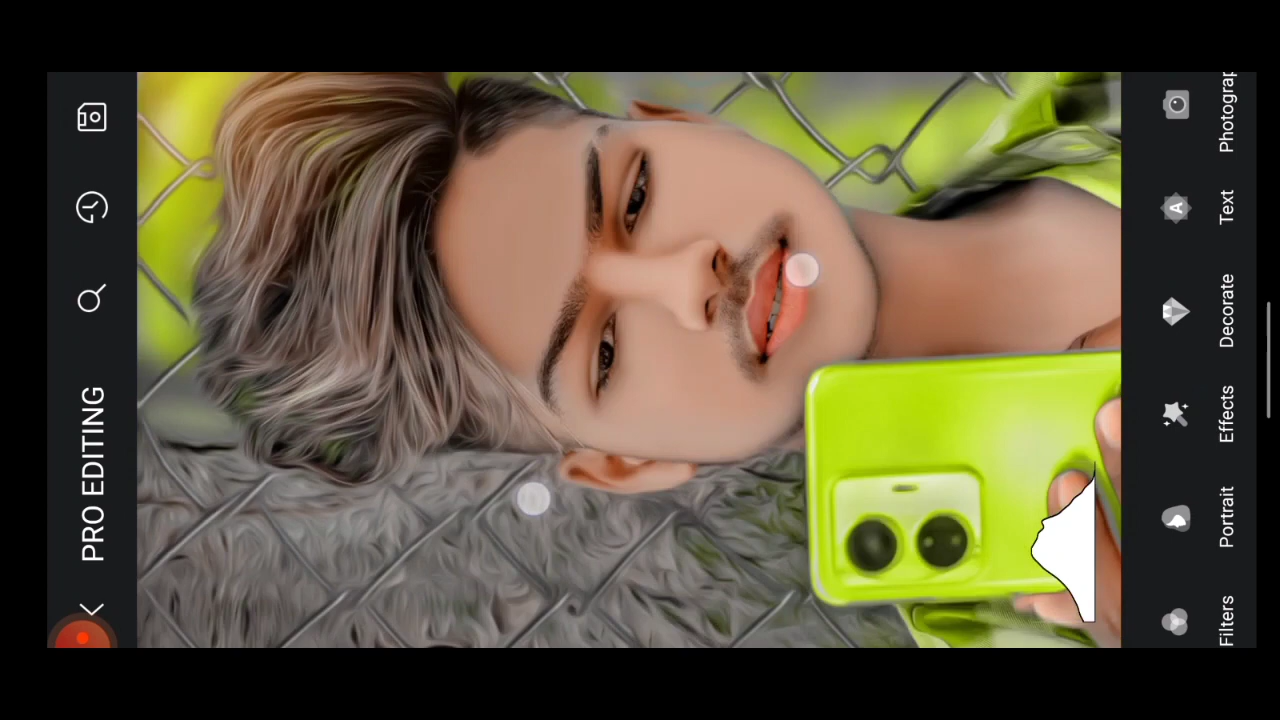 PRO EDITING
Filters
Portrait
Effects
Decorate
Text
Photograp